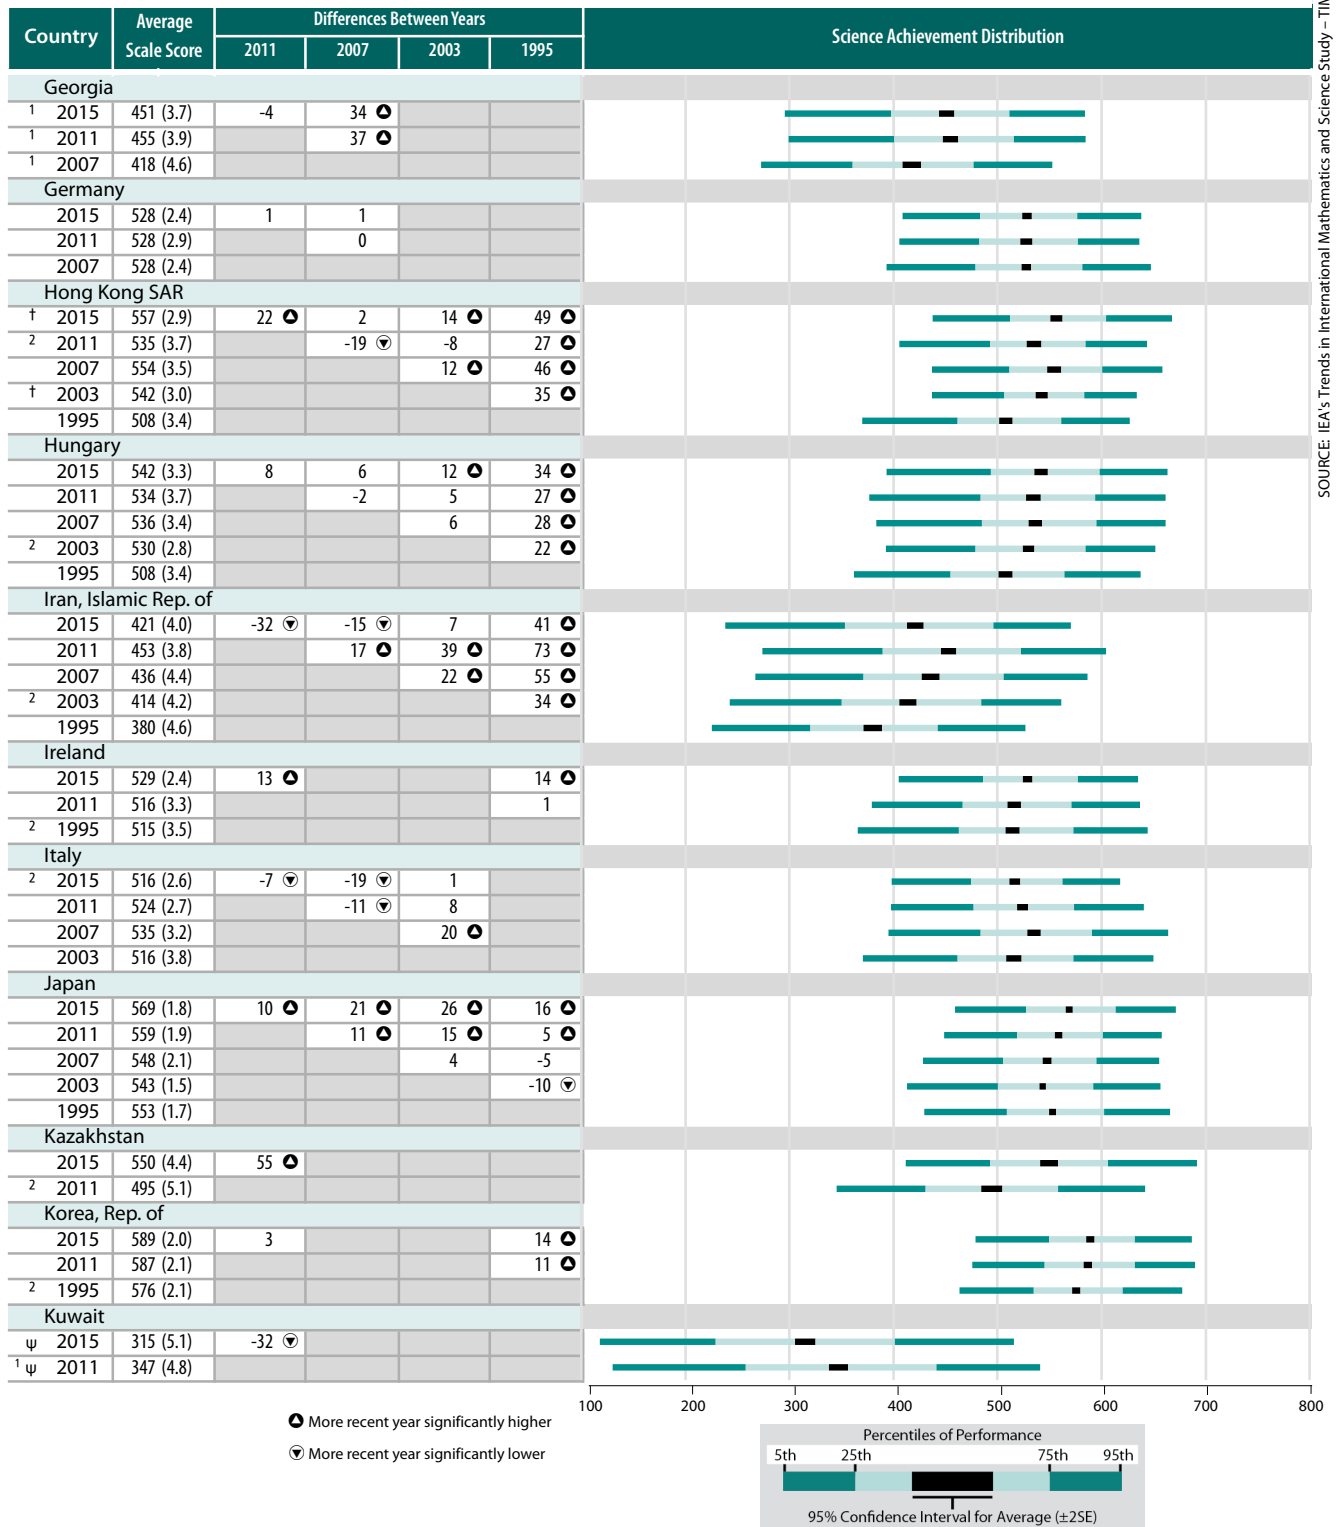 Country Average Scale Score Differences Between Years Science Achievement Distribution
2011 2007 2003 1995
Georgia
1 2015 451 (3.7) -4 34
1 2011 455 (3.9) 37
1 2007 418 (4.6)
Germany
2015 528 (2.4) 1 1
2011 528 (2.9) 0
2007 528 (2.4)
Hong Kong SAR
† 2015 557 (2.9) 22 2 14 49
2 2011 535 (3.7) -19 -8 27
2007 554 (3.5) 12 46
† 2003 542 (3.0) 35
1995 508 (3.4)
Hungary
2015 542 (3.3) 8 6 12 34
2011 534 (3.7) -2 5 27
2007 536 (3.4) 6 28
2 2003 530 (2.8) 22
1995 508 (3.4)
Iran, Islamic Rep. of
2015 421 (4.0) -32 -15 7 41
2011 453 (3.8) 17 39 73
2007 436 (4.4) 22 55
2 2003 414 (4.2) 34
1995 380 (4.6)
Ireland
2015 529 (2.4) 13 14
2011 516 (3.3) 1
2 1995 515 (3.5)
Italy
2 2015 516 (2.6) -7 -19 1
2011 524 (2.7) -11 8
2007 535 (3.2) 20
2003 516 (3.8)
Japan
2015 569 (1.8) 10 21 26 16
2011 559 (1.9) 11 15 5
2007 548 (2.1) 4 -5
2003 543 (1.5) -10
1995 553 (1.7)
Kazakhstan
2015 550 (4.4) 55
2 2011 495 (5.1)
Korea, Rep. of
2015 589 (2.0) 3 14
2011 587 (2.1) 11
2 1995 576 (2.1)
Kuwait
ψ 2015 315 (5.1) -32
1 ψ 2011 347 (4.8)
100 200 300 400 500 600 700 800
More recent year significantly higher
More recent year significantly lower
Percentiles of Performance
5th 25th 75th 95th
95% Confidence Interval for Average (±2SE)
SOURCE: IEA's Trends in International Mathematics and Science Study – TIM